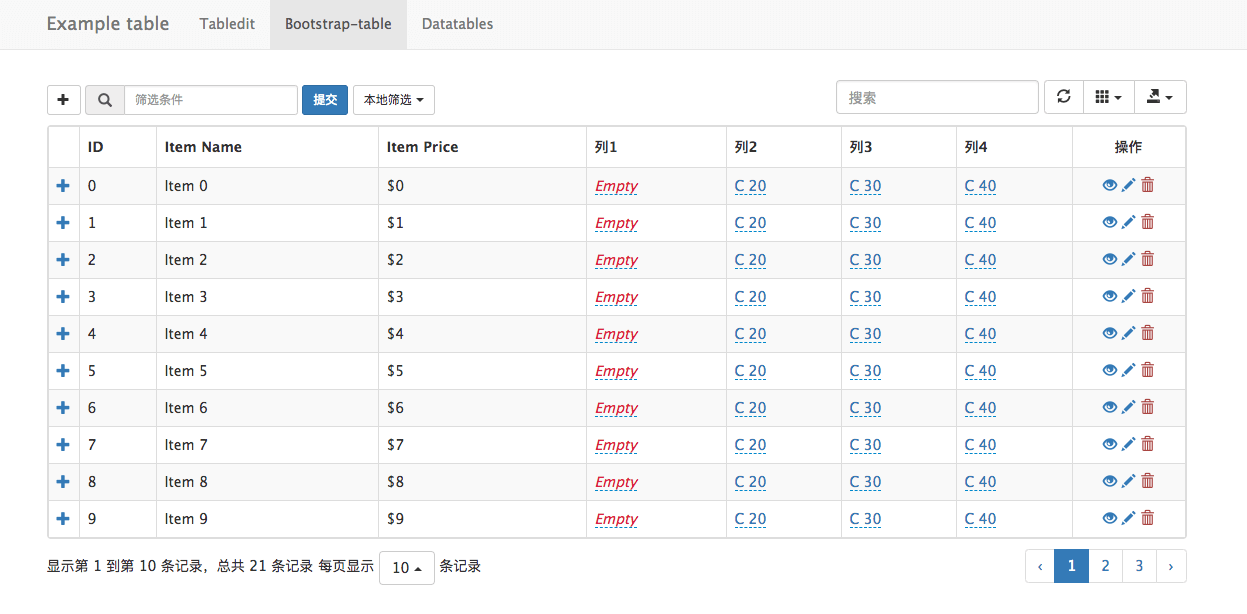 Example table Tabledit Bootstrap-table Datatables
筛选条件 提交 本地筛选 搜索
ID Item Name Item Price 列1 列2 列3 列4 操作
0 Item 0 $0 Empty C 20 C 30 C 40
1 Item 1 $1 Empty C 20 C 30 C 40
2 Item 2 $2 Empty C 20 C 30 C 40
3 Item 3 $3 Empty C 20 C 30 C 40
4 Item 4 $4 Empty C 20 C 30 C 40
5 Item 5 $5 Empty C 20 C 30 C 40
6 Item 6 $6 Empty C 20 C 30 C 40
7 Item 7 $7 Empty C 20 C 30 C 40
8 Item 8 $8 Empty C 20 C 30 C 40
9 Item 9 $9 Empty C 20 C 30 C 40
显示第 1 到第 10 条记录，总共 21 条记录 每页显示 10 条记录 ‹ 1 2 3 ›